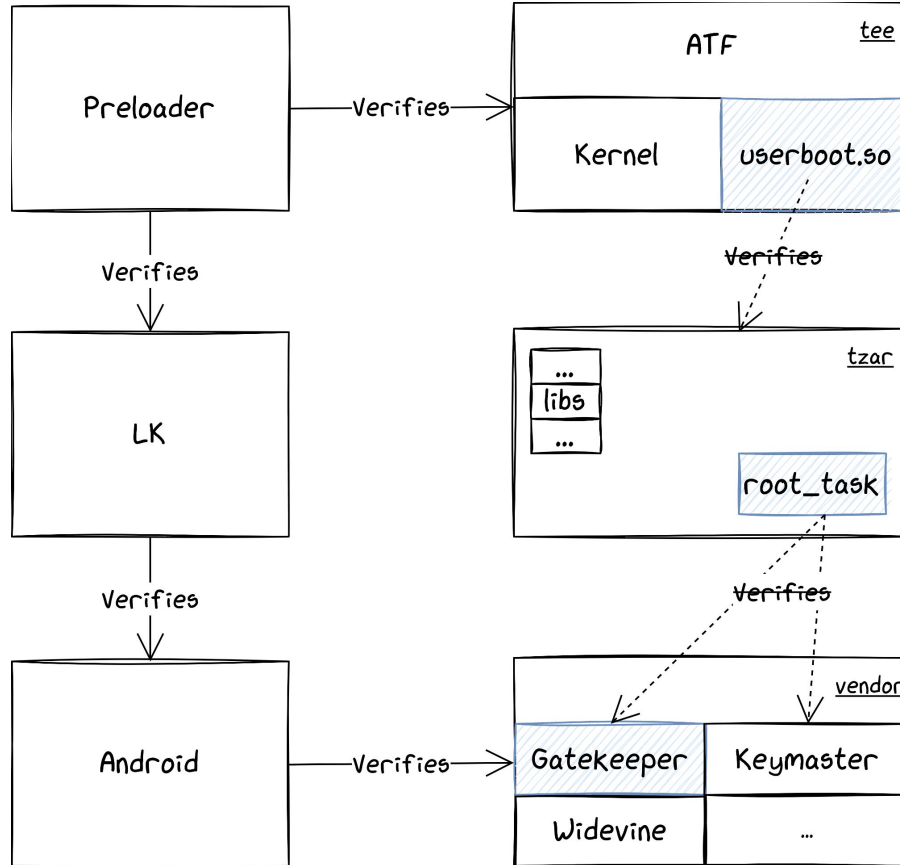 tee
ATF
Preloader
Verifies
Kernel
userboot.so
Verifies
Verifies
tzar
...
libs
...
LK
root_task
Verifies
Verifies
vendor
Android
Verifies
Gatekeeper
Keymaster
Widevine
...